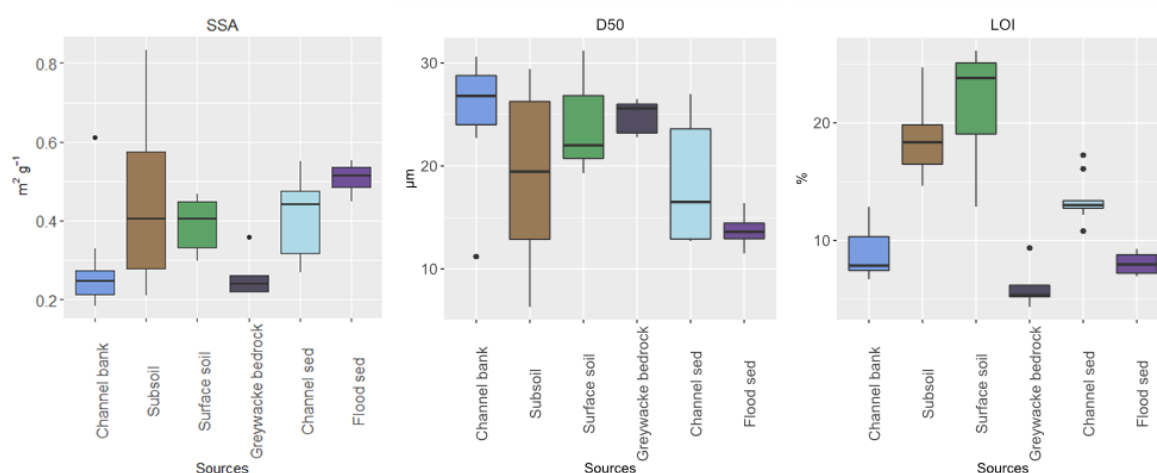 SSA
m² g⁻¹
0.8
0.6
0.4
0.2
Channel bank
Subsoil
Surface soil
Greywacke bedrock
Channel sed
Flood sed
Sources
D50
µm
30
20
10
Channel bank
Subsoil
Surface soil
Greywacke bedrock
Channel sed
Flood sed
Sources
LOI
%
20
10
Channel bank
Subsoil
Surface soil
Greywacke bedrock
Channel sed
Flood sed
Sources